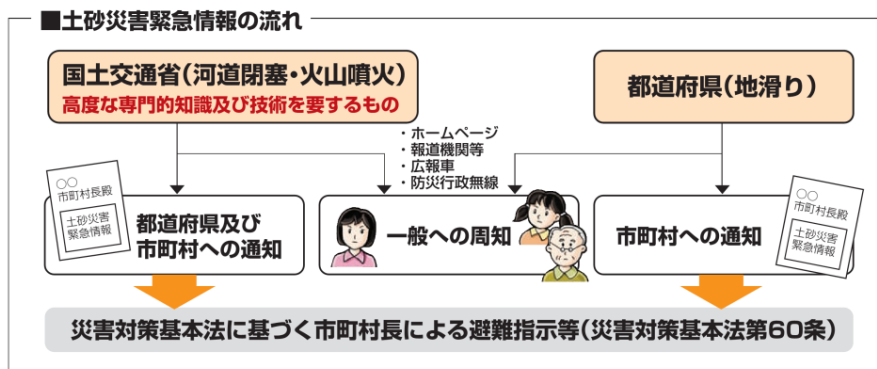 ■土砂災害緊急情報の流れ
国土交通省(河道閉塞・火山噴火)
高度な専門的知識及び技術を要するもの
都道府県(地滑り)
・ホームページ
・報道機関等
・広報車
・防災行政無線
○○
市町村長殿
土砂災害
緊急情報
都道府県及び
市町村への通知
一般への周知
市町村への通知
○○
市町村長殿
土砂災害
緊急情報
災害対策基本法に基づく市町村長による避難指示等(災害対策基本法第60条)